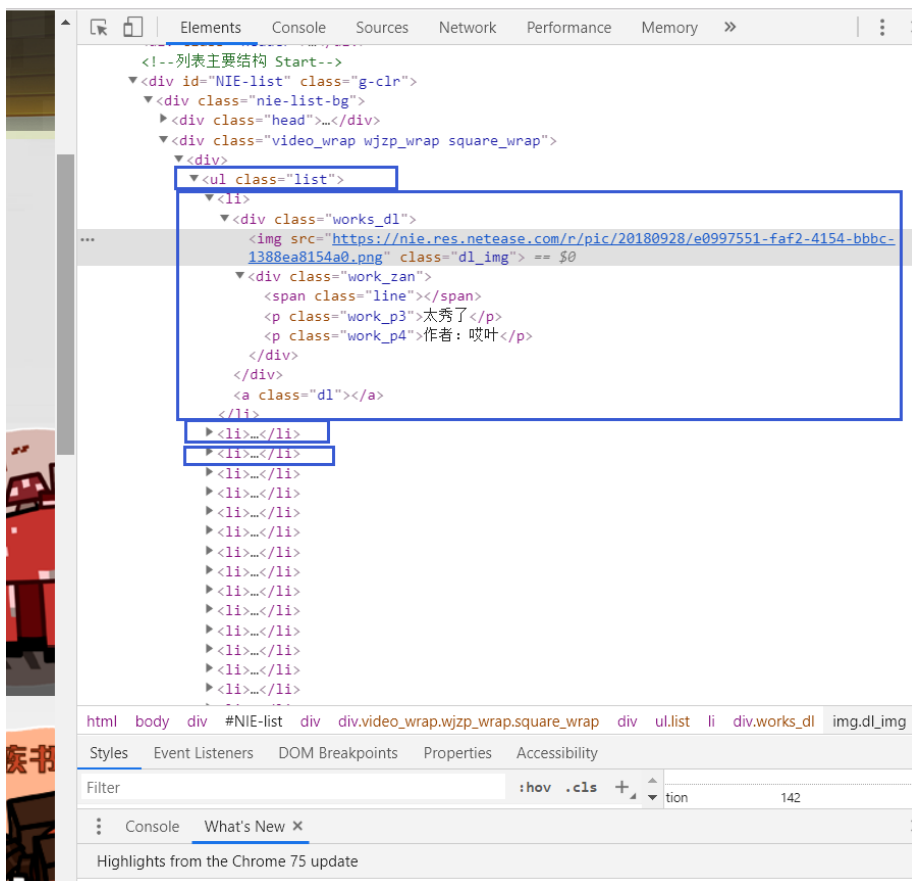 Elements Console Sources Network Performance Memory »
<!--列表主要结构 Start-->
▼<div id="NIE-list" class="g-clr">
▼<div class="nie-list-bg">
▶<div class="head">…</div>
▼<div class="video_wrap wjzp_wrap square_wrap">
▼<div>
▼<ul class="list">
▼<li>
▼<div class="works_dl">
<img src="https://nie.res.netease.com/r/pic/20180928/e0997551-faf2-4154-bbbc-
1388ea8154a0.png" class="dl_img"> == $0
▼<div class="work_zan">
<span class="line"></span>
<p class="work_p3">太秀了</p>
<p class="work_p4">作者：哎叶</p>
</div>
</div>
<a class="dl"></a>
</li>
▶<li>…</li>
▶<li>…</li>
▶<li>…</li>
▶<li>…</li>
▶<li>…</li>
▶<li>…</li>
▶<li>…</li>
▶<li>…</li>
▶<li>…</li>
▶<li>…</li>
▶<li>…</li>
▶<li>…</li>
▶<li>…</li>
▶<li>…</li>
html body div #NIE-list div div.video_wrap.wjzp_wrap.square_wrap div ul.list li div.works_dl img.dl_img
Styles Event Listeners DOM Breakpoints Properties Accessibility
Filter :hov .cls +
tion 142
Console What's New ×
Highlights from the Chrome 75 update